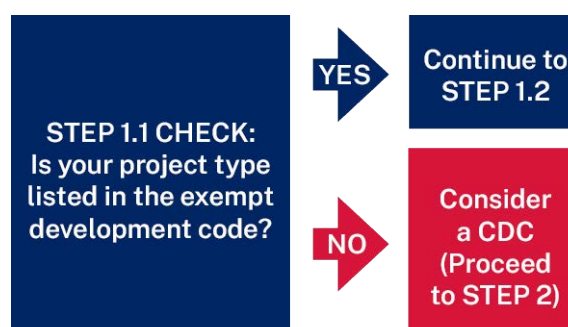 STEP 1.1 CHECK:
Is your project type
listed in the exempt
development code?
YES
Continue to
STEP 1.2
NO
Consider
a CDC
(Proceed
to STEP 2)